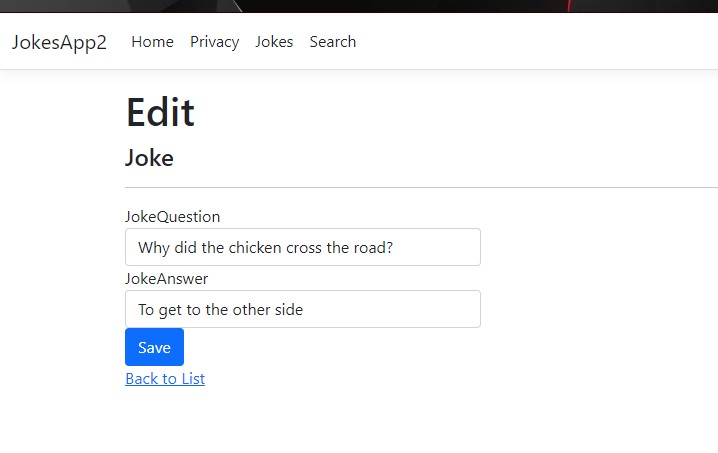 JokesApp2 Home Privacy Jokes Search
Edit
Joke
JokeQuestion
Why did the chicken cross the road?
JokeAnswer
To get to the other side
Save
Back to List